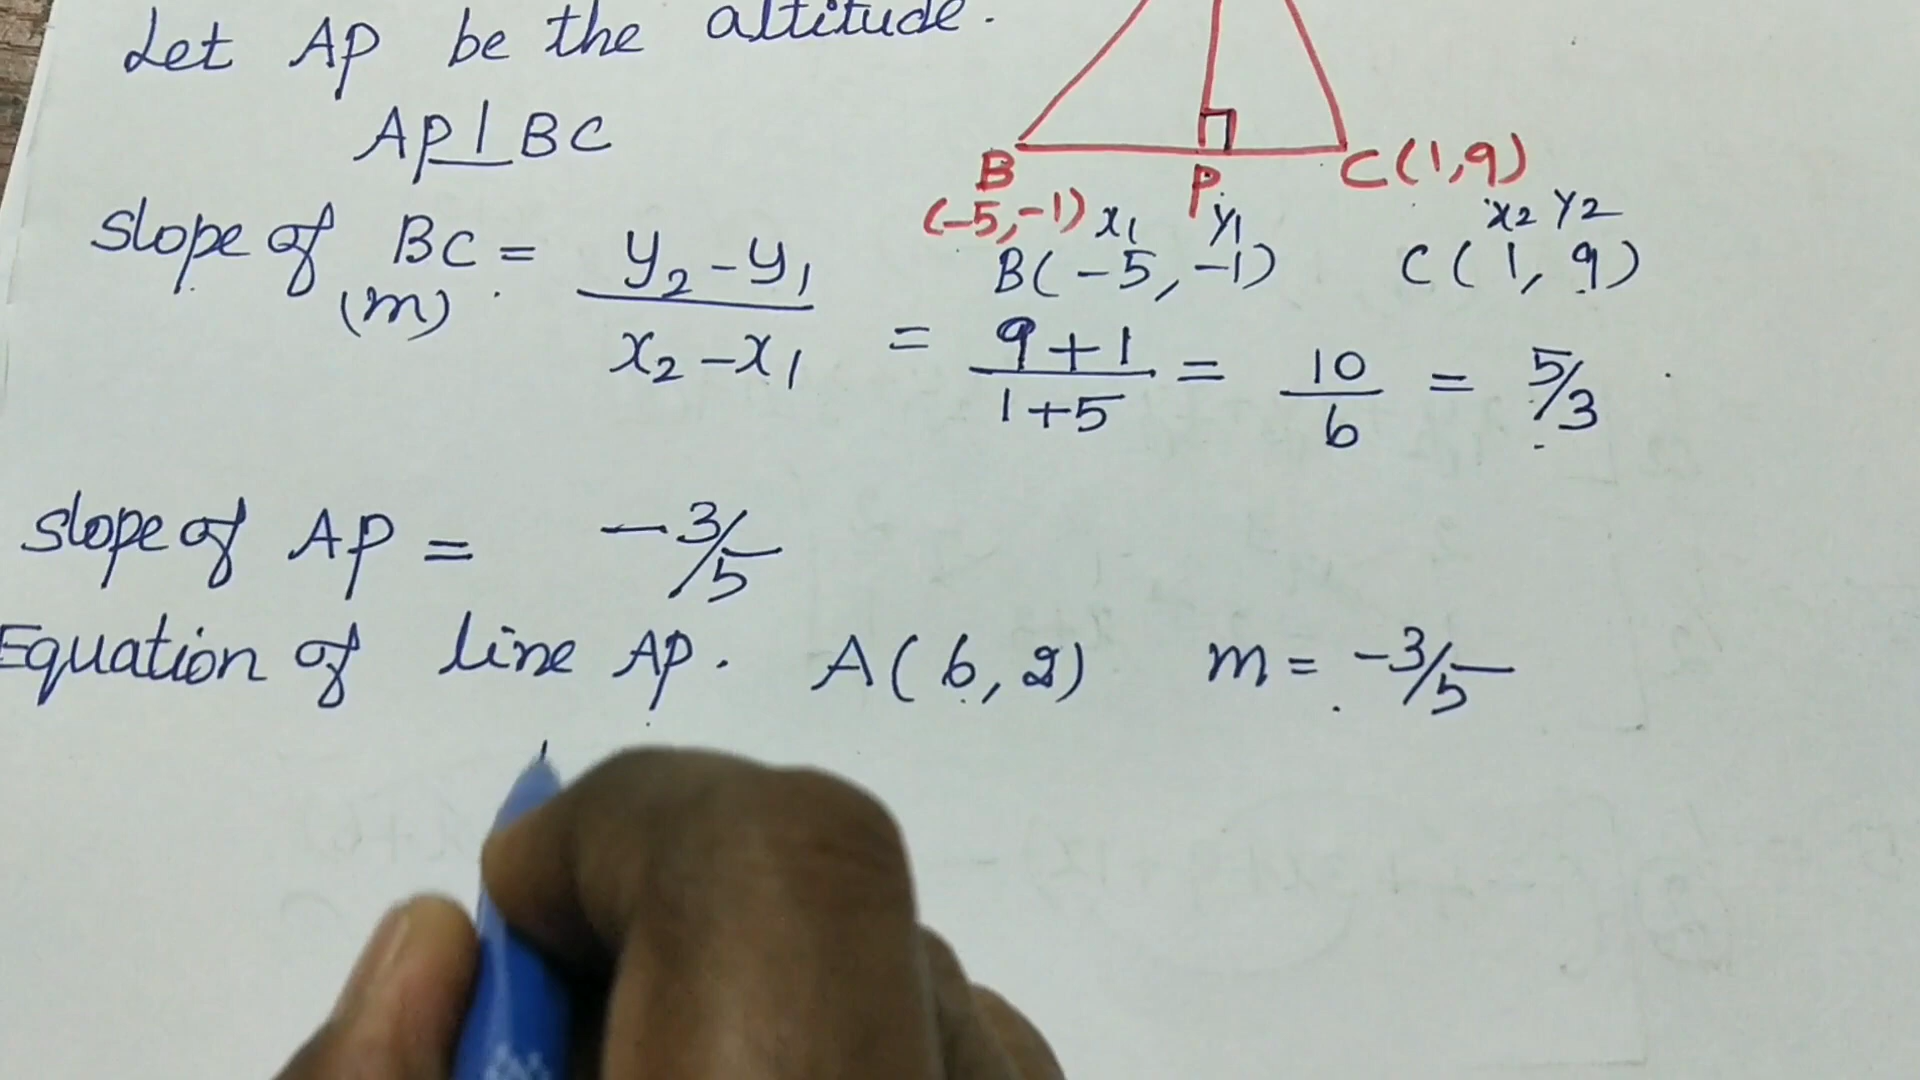 Let AP be the altitude.
AP ⊥ BC
B
P
C(1,9)
(-5,-1)
x1 y1
x2 y2
slope of BC = y2-y1 / x2-x1
(m)
B(-5,-1) C(1,9)
= 9+1 / 1+5 = 10 / 6 = 5/3
slope of AP = -3/5
Equation of line AP. A(6,2) m = -3/5